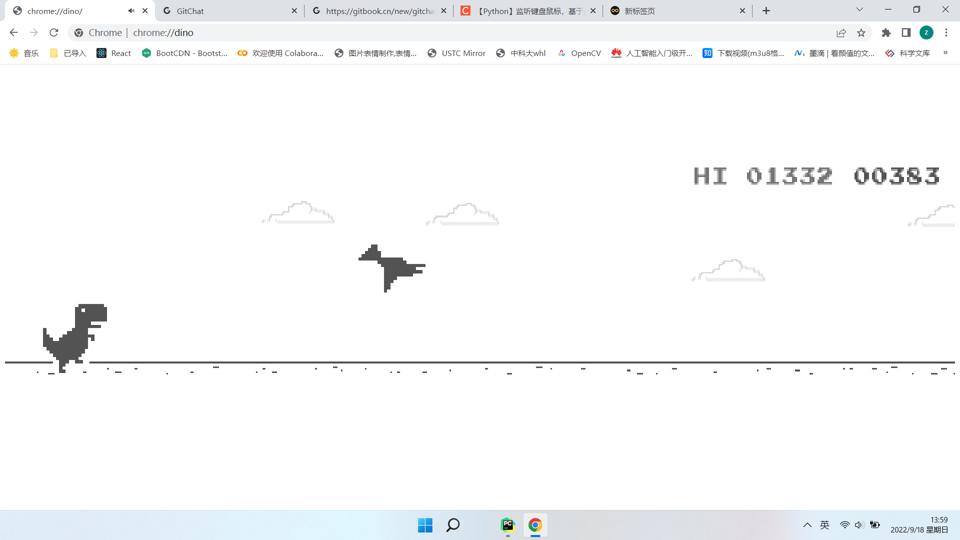 chrome://dino/
GitChat
https://gitbook.cn/new/gitcha
【Python】监听键盘鼠标，基于
新标签页
Chrome | chrome://dino
音乐
已导入
React
BootCDN - Bootst...
欢迎使用 Colabora...
图片表情制作,表情...
USTC Mirror
中科大whl
OpenCV
人工智能入门极开...
下载视频(m3u8格...
墨滴 | 看颜值的文...
科学文库
»
HI 01332 00383
英
13:59
2022/9/18 星期日